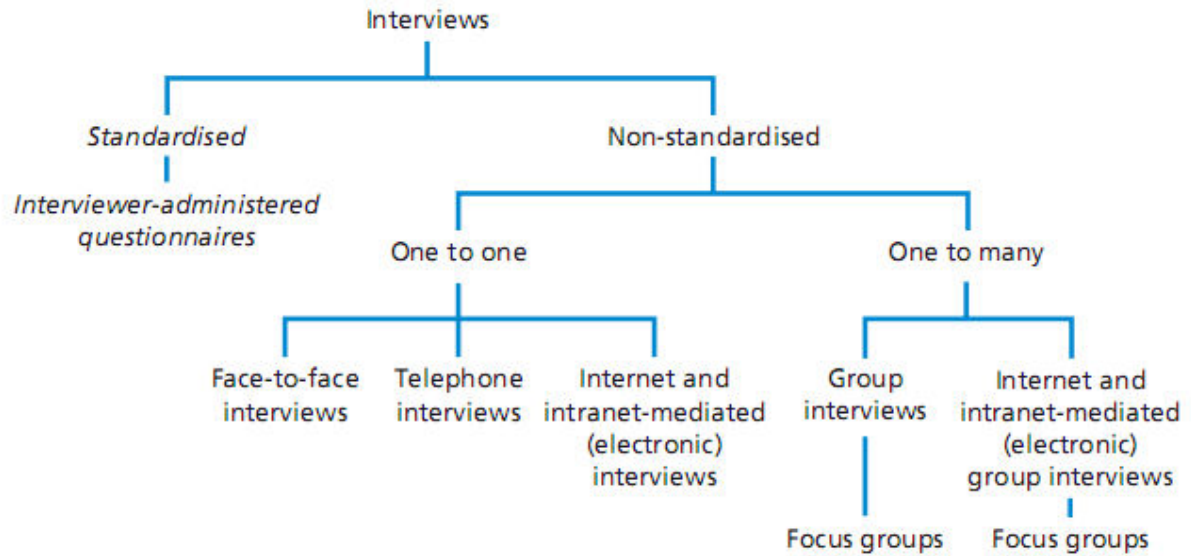 Interviews
Standardised
Non-standardised
Interviewer-administered
questionnaires
One to one
One to many
Face-to-face
interviews
Telephone
interviews
Internet and
intranet-mediated
(electronic)
interviews
Group
interviews
Internet and
intranet-mediated
(electronic)
group interviews
Focus groups
Focus groups